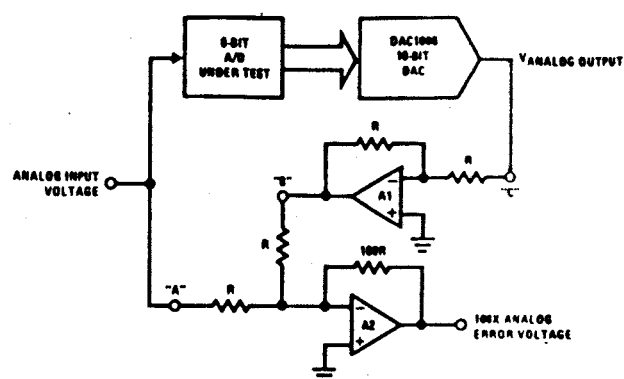 8-BIT
A/D
UNDER TEST
DAC1000
10-BIT
DAC
VANALOG OUTPUT
R
R
ANALOG INPUT
VOLTAGE
"B"
-
A1
+
"C"
R
100R
"A"
R
-
A2
+
100X ANALOG
ERROR VOLTAGE